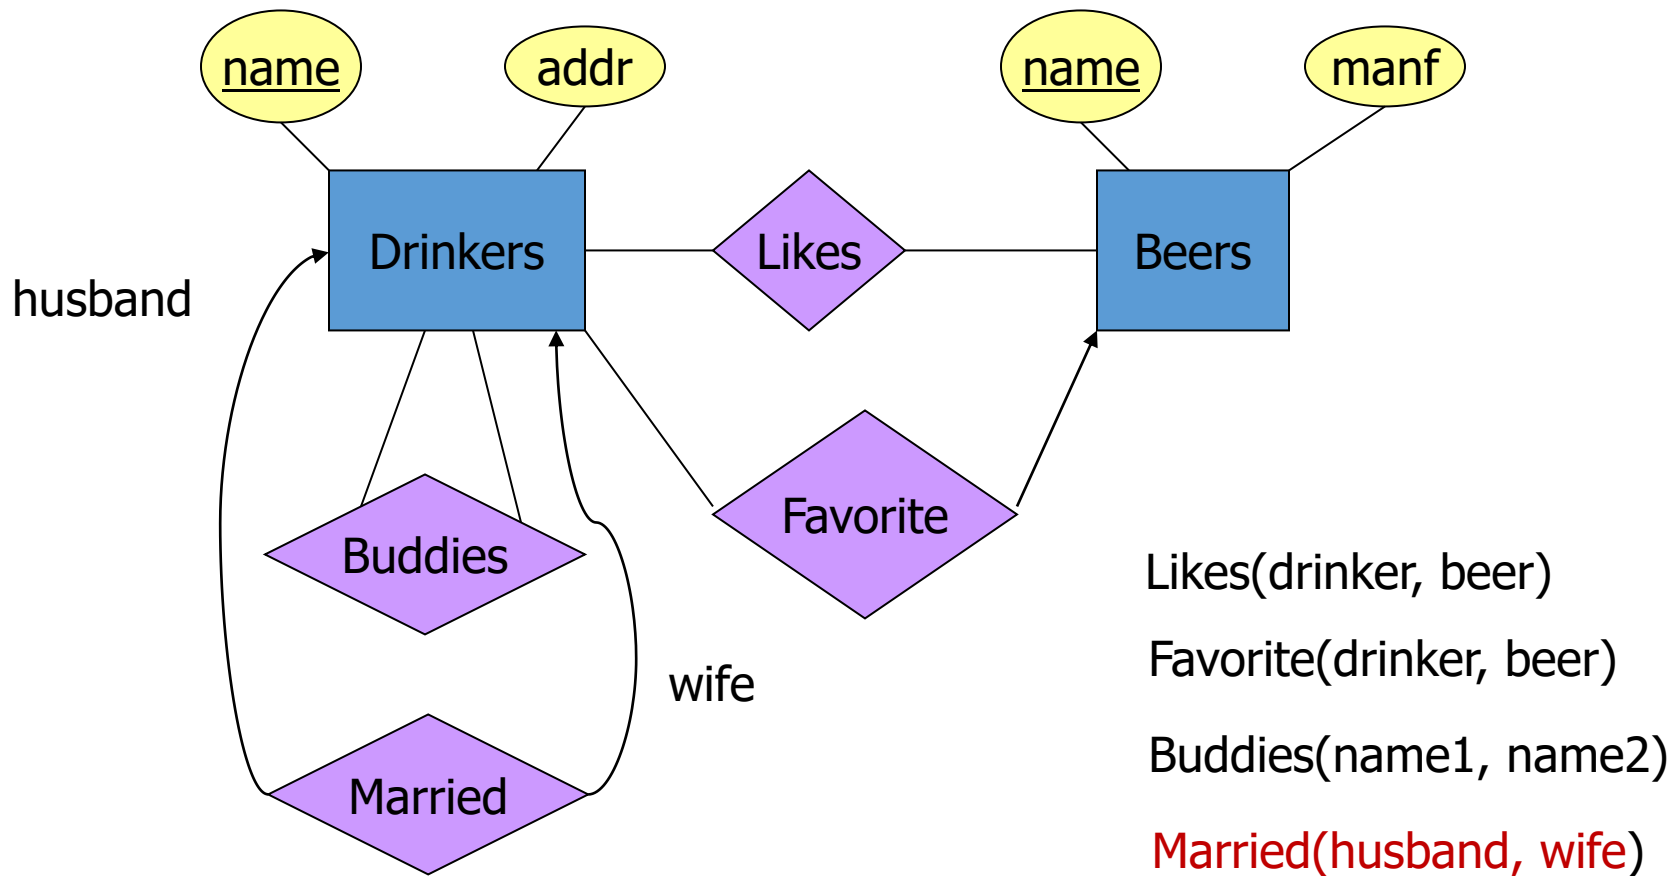 name
addr
name
manf
Drinkers
Likes
Beers
husband
Favorite
Buddies
Likes(drinker, beer)
Favorite(drinker, beer)
wife
Buddies(name1, name2)
Married
Married(husband, wife)